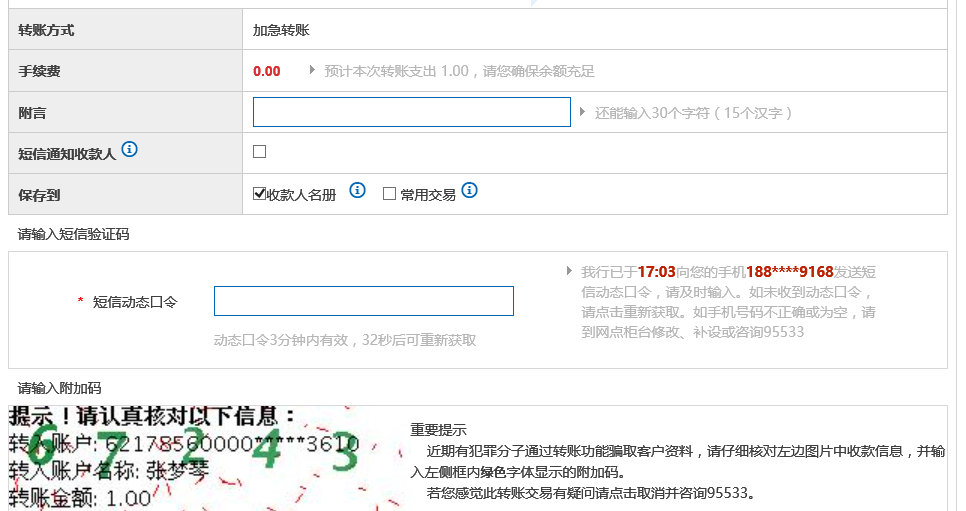 转账方式 加急转账
手续费 0.00 预计本次转账支出 1.00，请您确保余额充足
附言 还能输入30个字符（15个汉字）
短信通知收款人
保存到 收款人名册 常用交易
请输入短信验证码
* 短信动态口令
动态口令3分钟内有效，32秒后可重新获取
我行已于17:03向您的手机188****9168发送短
信动态口令，请及时输入。如未收到动态口令，
请点击重新获取。如手机号码不正确或为空，请
到网点柜台修改、补设或咨询95533
请输入附加码
提示！请认真核对以下信息：
转入账户: 62178560000*****3610
转入账户名称: 张梦琴
转账金额: 1.00
67243
重要提示
近期有犯罪分子通过转账功能骗取客户资料，请仔细核对左边图片中收款信息，并输
入左侧框内绿色字体显示的附加码。
若您感觉此转账交易有疑问请点击取消并咨询95533。